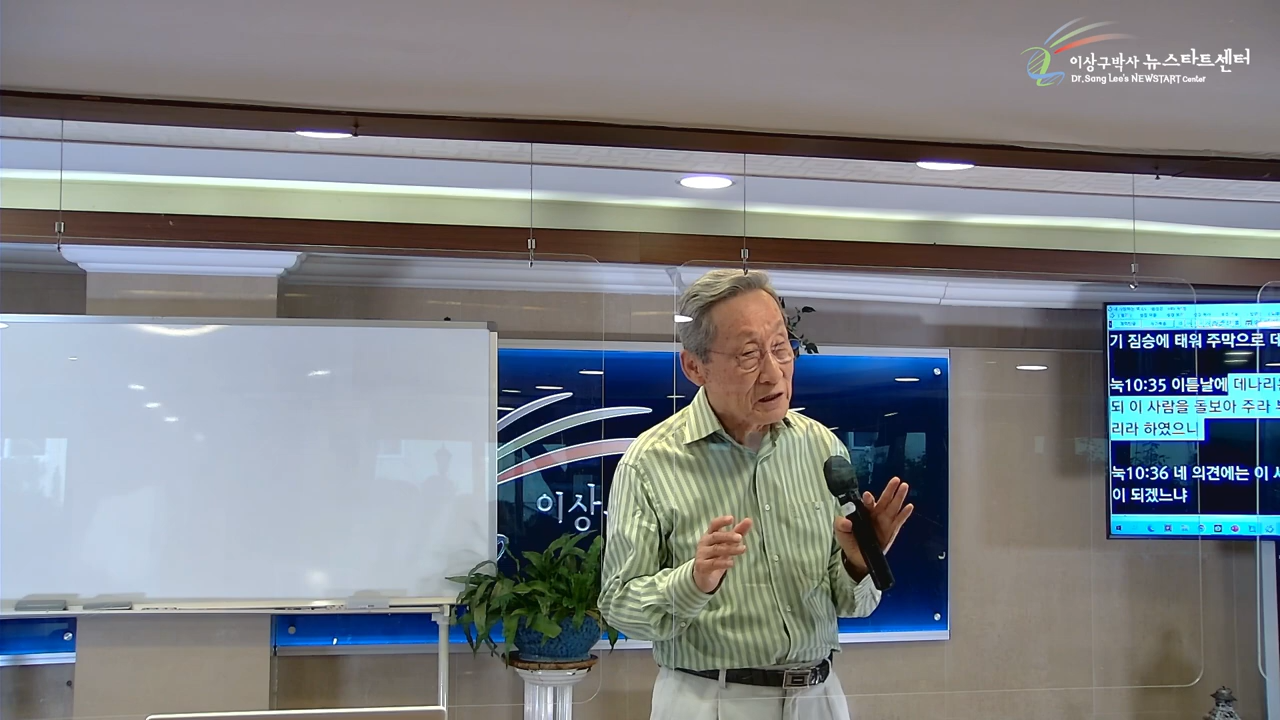 이상구박사 뉴스타트센터
Dr. Sang Lee's NEWSTART Center
기 짐승에 태워 주막으로 데
눅10:35 이튿날에 데나리
되 이 사람을 돌보아 주라
리라 하였으니
눅10:36 네 의견에는 이
이 되겠느냐
이상